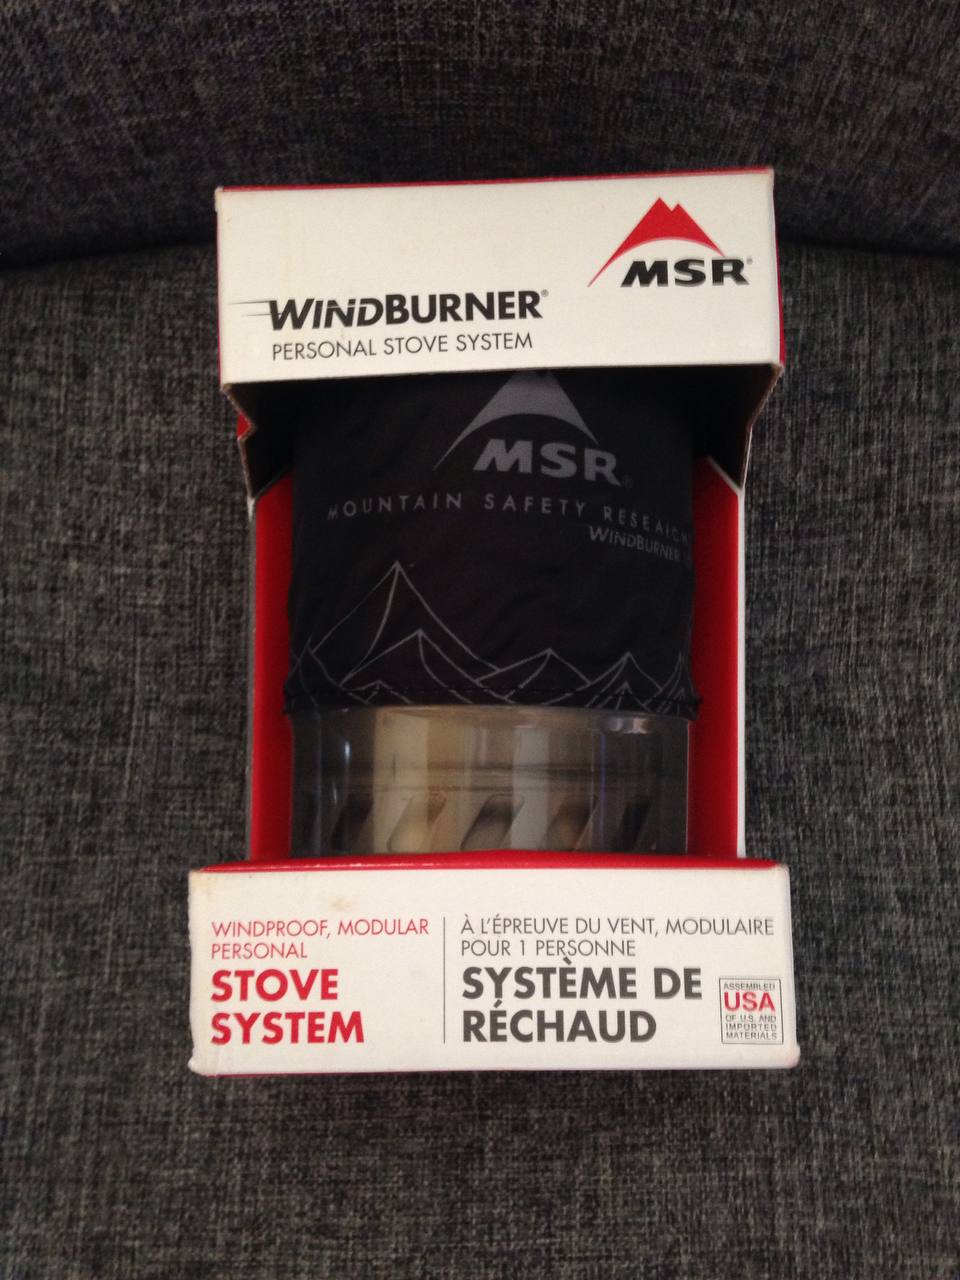 MSR®
WINDBURNER®
PERSONAL STOVE SYSTEM
MSR®
MOUNTAIN SAFETY RESEARCH
WINDBURNER
WINDPROOF, MODULAR
PERSONAL
STOVE
SYSTEM
À L'ÉPREUVE DU VENT, MODULAIRE
POUR 1 PERSONNE
SYSTÈME DE
RÉCHAUD
ASSEMBLED
USA
OF U.S. AND
IMPORTED
MATERIALS